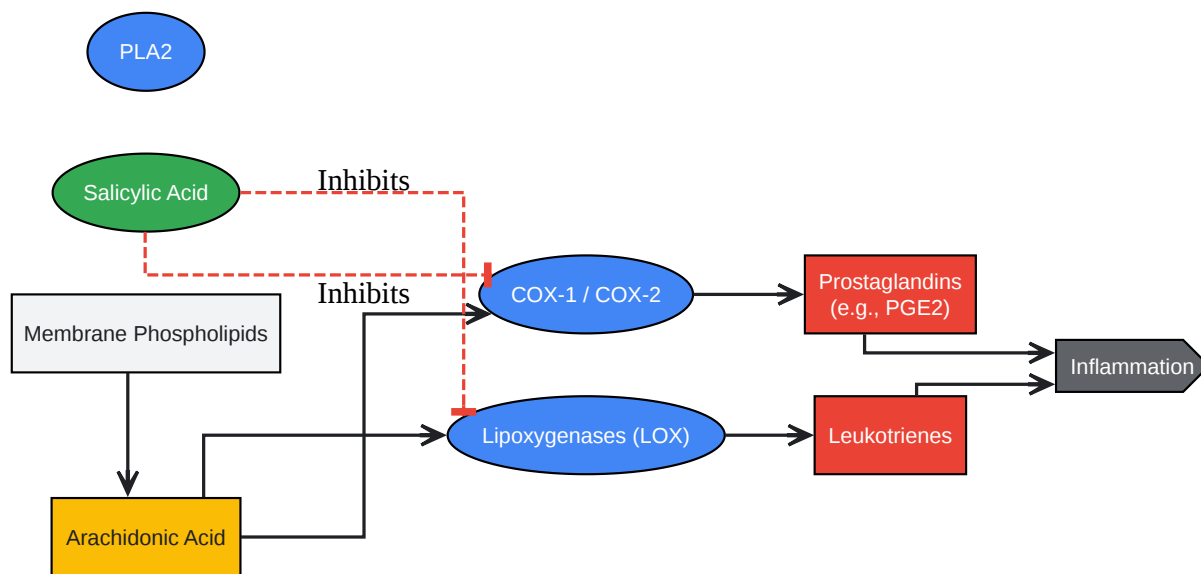 PLA2
Salicylic Acid
Inhibits
Inhibits
COX-1 / COX-2
Prostaglandins
(e.g., PGE2)
Membrane Phospholipids
Inflammation
Lipoxygenases (LOX)
Leukotrienes
Arachidonic Acid